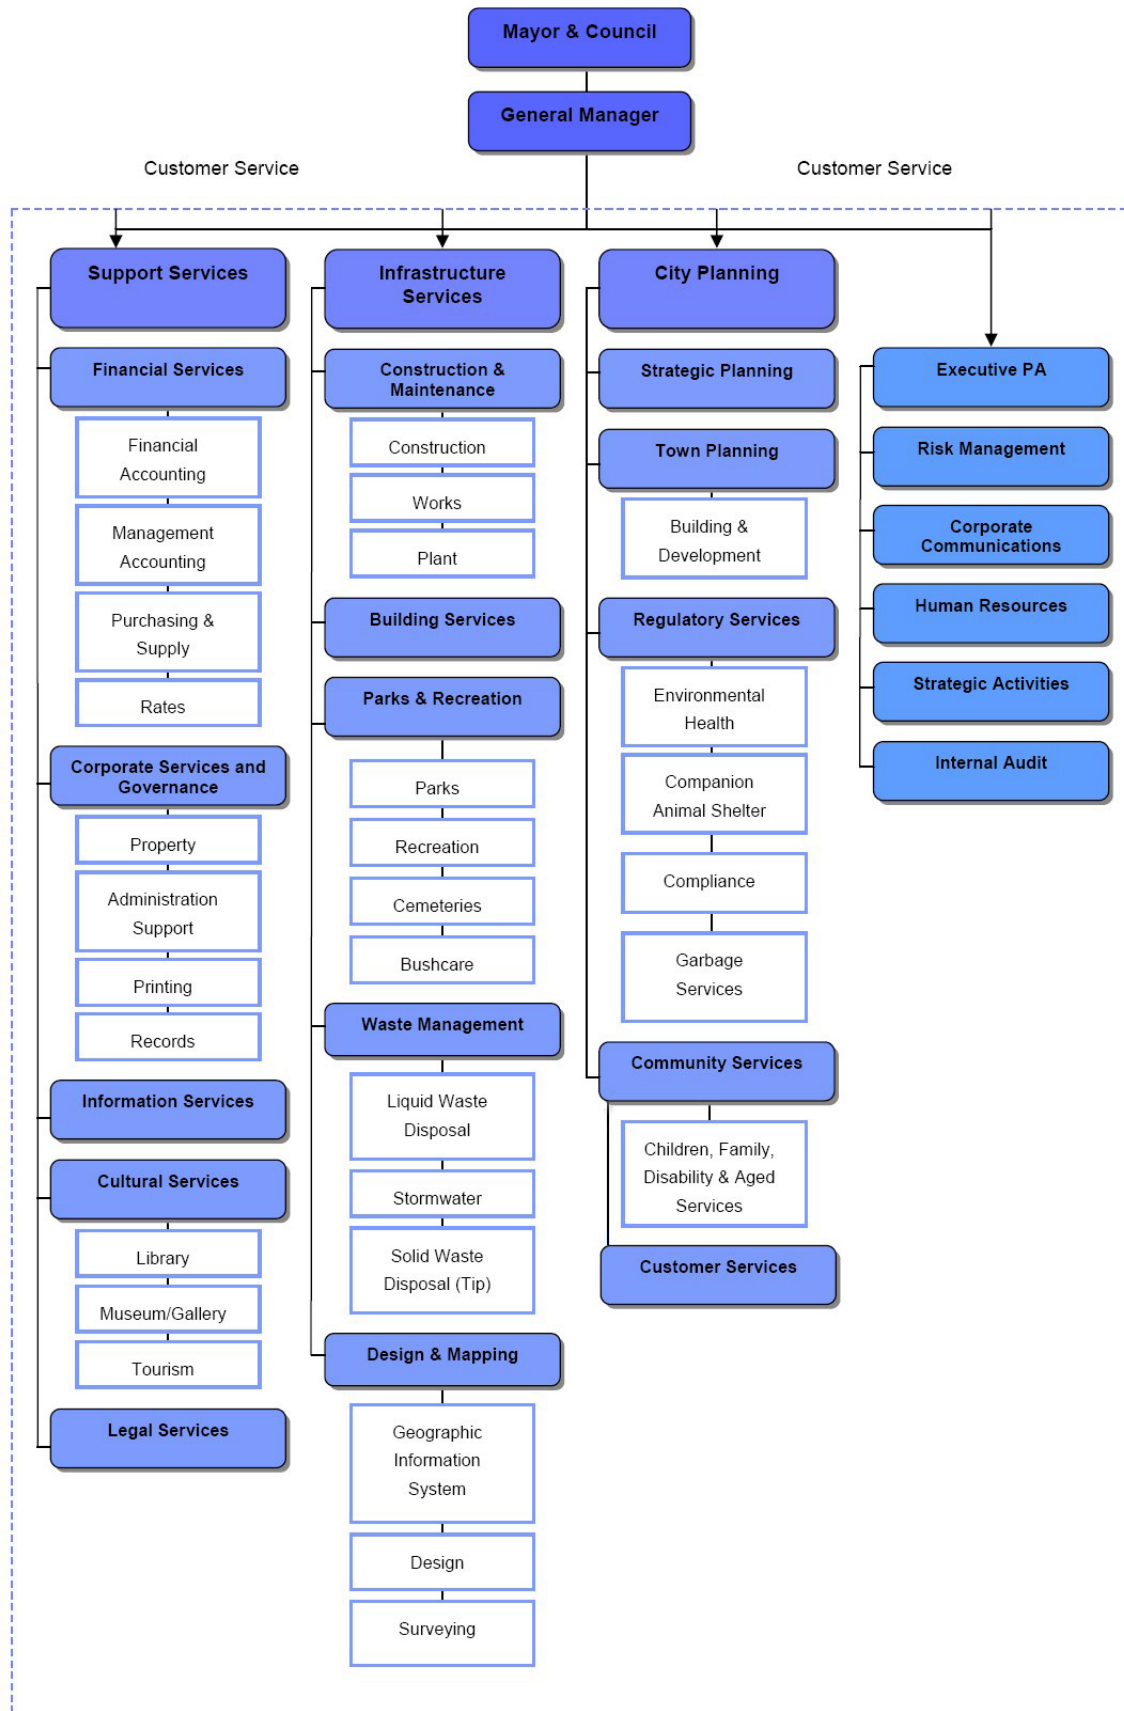 Mayor & Council
General Manager
Customer Service
Customer Service
Support Services
Financial Services
Financial
Accounting
Management
Accounting
Purchasing &
Supply
Rates
Corporate Services and
Governance
Property
Administration
Support
Printing
Records
Information Services
Cultural Services
Library
Museum/Gallery
Tourism
Legal Services
Infrastructure
Services
Construction &
Maintenance
Construction
Works
Plant
Building Services
Parks & Recreation
Parks
Recreation
Cemeteries
Bushcare
Waste Management
Liquid Waste
Disposal
Stormwater
Solid Waste
Disposal (Tip)
Design & Mapping
Geographic
Information
System
Design
Surveying
City Planning
Strategic Planning
Town Planning
Building &
Development
Regulatory Services
Environmental
Health
Companion
Animal Shelter
Compliance
Garbage
Services
Community Services
Children, Family,
Disability & Aged
Services
Customer Services
Executive PA
Risk Management
Corporate
Communications
Human Resources
Strategic Activities
Internal Audit